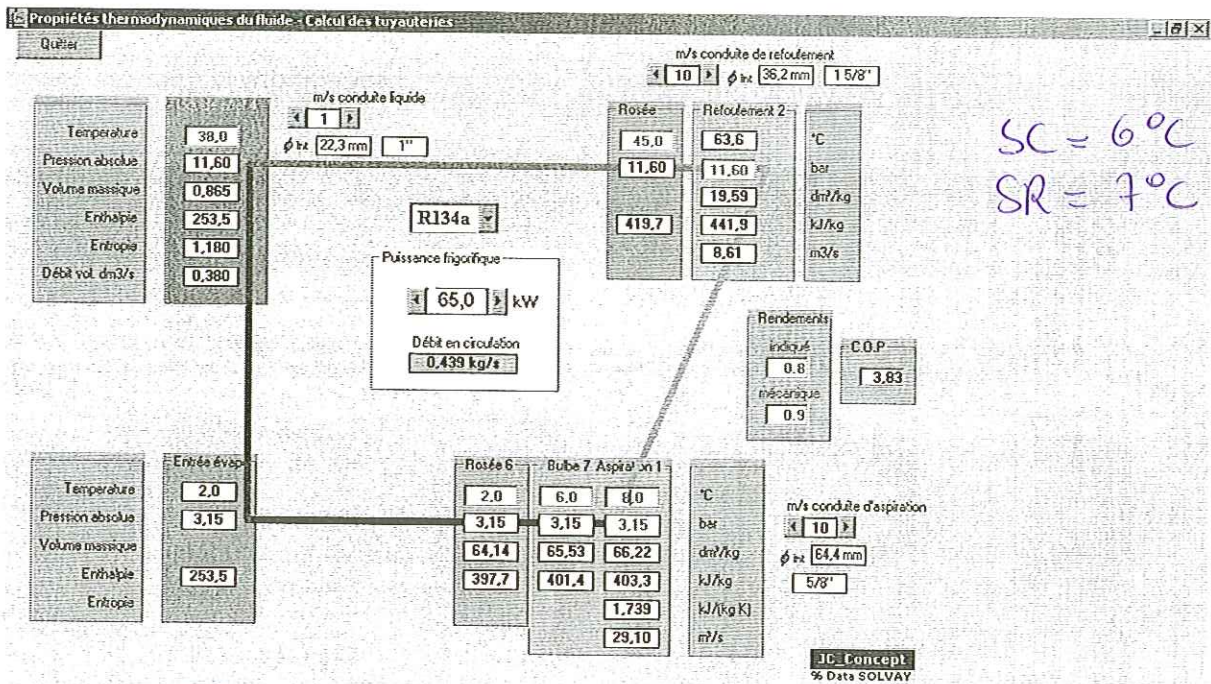 Propriétés thermodynamiques du fluide - Calcul des tuyauteries
Quitter
m/s conduite de refoulement
10 ϕ int 36,2 mm 1 5/8"
m/s conduite liquide
1
ϕ int 22,3 mm 1"
Température 38,0
Pression absolue 11,60
Volume massique 0,865
Enthalpie 253,5
Entropie 1,180
Débit vol. dm3/s 0,380
Rosée Refoulement 2
45,0 63,6 °C
11,60 11,60 bar
19,59 dm³/kg
419,7 441,9 kJ/kg
8,61 m3/s
SC = 6°C
SR = 7°C
R134a
Puissance frigorifique
65,0 kW
Débit en circulation
0,439 kg/s
Rendements
indiqué
0.8
mécanique
0.9
C.O.P
3,83
Entrée évapo
Température 2,0
Pression absolue 3,15
Volume massique
Enthalpie 253,5
Entropie
Rosée 6 Bulbe 7 Aspiration 1
2,0 6,0 8,0 °C
3,15 3,15 3,15 bar
64,14 65,53 66,22 dm³/kg
397,7 401,4 403,3 kJ/kg
1,739 kJ/(kg K)
29,10 m³/s
m/s conduite d'aspiration
10
ϕ int 64,4 mm
5/8"
JC_Concept
% Data SOLVAY